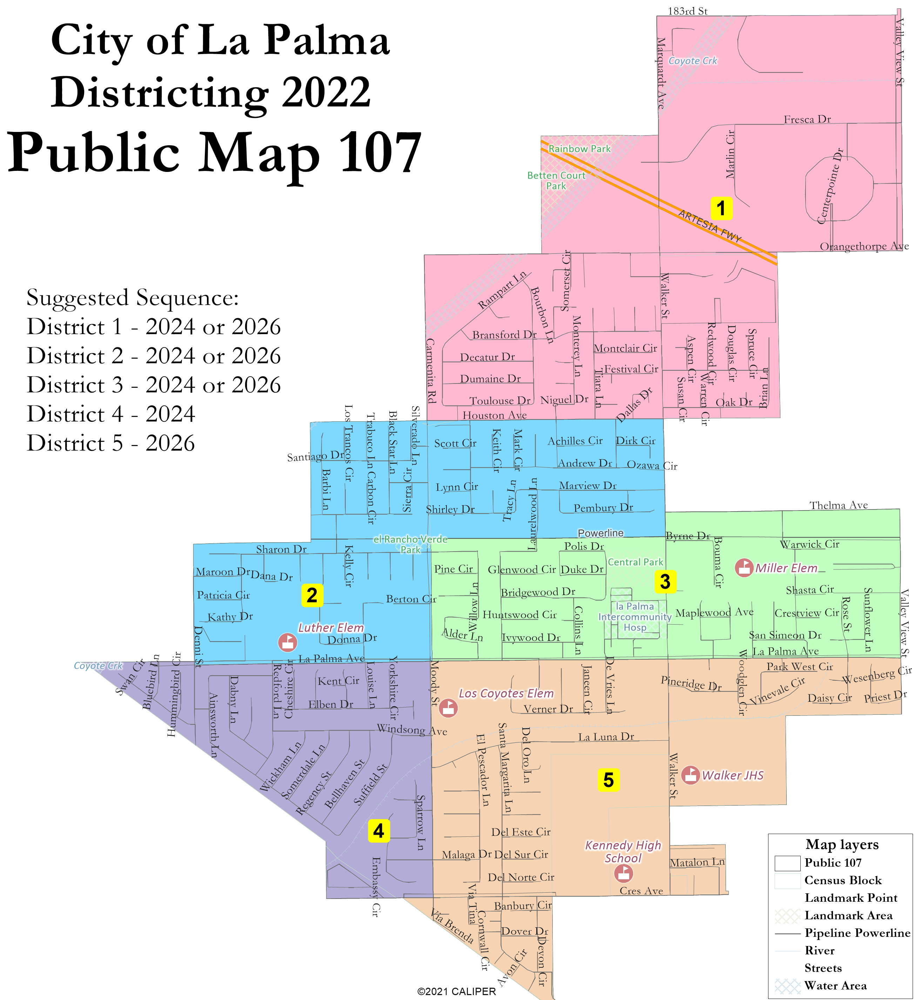 City of La Palma
Districting 2022
Public Map 107
Suggested Sequence:
District 1 - 2024 or 2026
District 2 - 2024 or 2026
District 3 - 2024 or 2026
District 4 - 2024
District 5 - 2026
183rd St
Marquardt Ave
Coyote Crk
Valley View St
Fresca Dr
Marlin Cir
Centerpointe Dr
Rainbow Park
Betten Court
Park
1
ARTESIA FWY
Orangethorpe Ave
Rampart Ln
Bourbon Ln
Somerset Cir
Walker St
Carmenita Rd
Bransford Dr
Monterey Ln
Montclair Cir
Decatur Dr
Festival Cir
Dumaine Dr
Tiara Ln
Toulouse Dr
Niguel Dr
Dallas Dr
Houston Ave
Aspen Cir
Redwood Cir
Douglas Cir
Spruce Cir
Brian Ln
Susan Cir
Warren Cir
Oak Dr
Los Trancos Cir
Trabuco Ln
Black Star Ln
Silverado Ln
Santiago Dr
Barbi Ln
Carbon Cir
Sierra Cir
Scott Cir
Keith Cir
Mark Cir
Achilles Cir
Dirk Cir
Andrew Dr
Ozawa Cir
Lynn Cir
Tracy Ln
Laurelwood Ln
Marview Dr
Shirley Dr
Pembury Dr
Powerline
el Rancho Verde
Park
Thelma Ave
Byrne Dr
Bouma Cir
Warwick Cir
Sharon Dr
Kelly Cir
Maroon Dr
Dana Dr
Patricia Cir
2
Berton Cir
Kathy Dr
Luther Elem
Donna Dr
Denni St
La Palma Ave
Polis Dr
Pine Cir
Glenwood Cir
Duke Dr
Central Park
3
Miller Elem
Willow Ln
Bridgewood Dr
Shasta Cir
la Palma
Intercommunity
Hosp
Huntswood Cir
Collins Ln
Maplewood Ave
Crestview Cir
Rose St
Sunflower Ln
Valley View St
Alder Ln
Ivywood Dr
San Simeon Dr
La Palma Ave
Coyote Crk
Swan Cir
Bluebird Ln
Hummingbird Cir
Ainsworth Ln
Dabny Ln
Redford Ln
Cheshire Cir
Kent Cir
Louise Ln
Yorkshire Cir
Elben Dr
Moody St
Windsong Ave
Wickham Ln
Somerdale Ln
Regency St
Bellhaven St
Suffield St
4
Sparrow Ln
Embassy Cir
Los Coyotes Elem
Janeen Cir
De Vries Ln
Verner Dr
Pineridge Dr
Woodglen Cir
Park West Cir
Wesenberg Cir
Vinevale Cir
Daisy Cir
Priest Dr
La Luna Dr
El Pescador Ln
Santa Margarita Ln
Del Oro Ln
5
Walker St
Walker JHS
Del Este Cir
Malaga Dr
Del Sur Cir
Del Norte Cir
Kennedy High
School
Matalon Ln
Cres Ave
Via Tina
Via Brenda
Cornwall Cir
Banbury Cir
Dover Dr
Devon Cir
Avon Cir
Map layers
Public 107
Census Block
Landmark Point
Landmark Area
Pipeline Powerline
River
Streets
Water Area
©2021 CALIPER